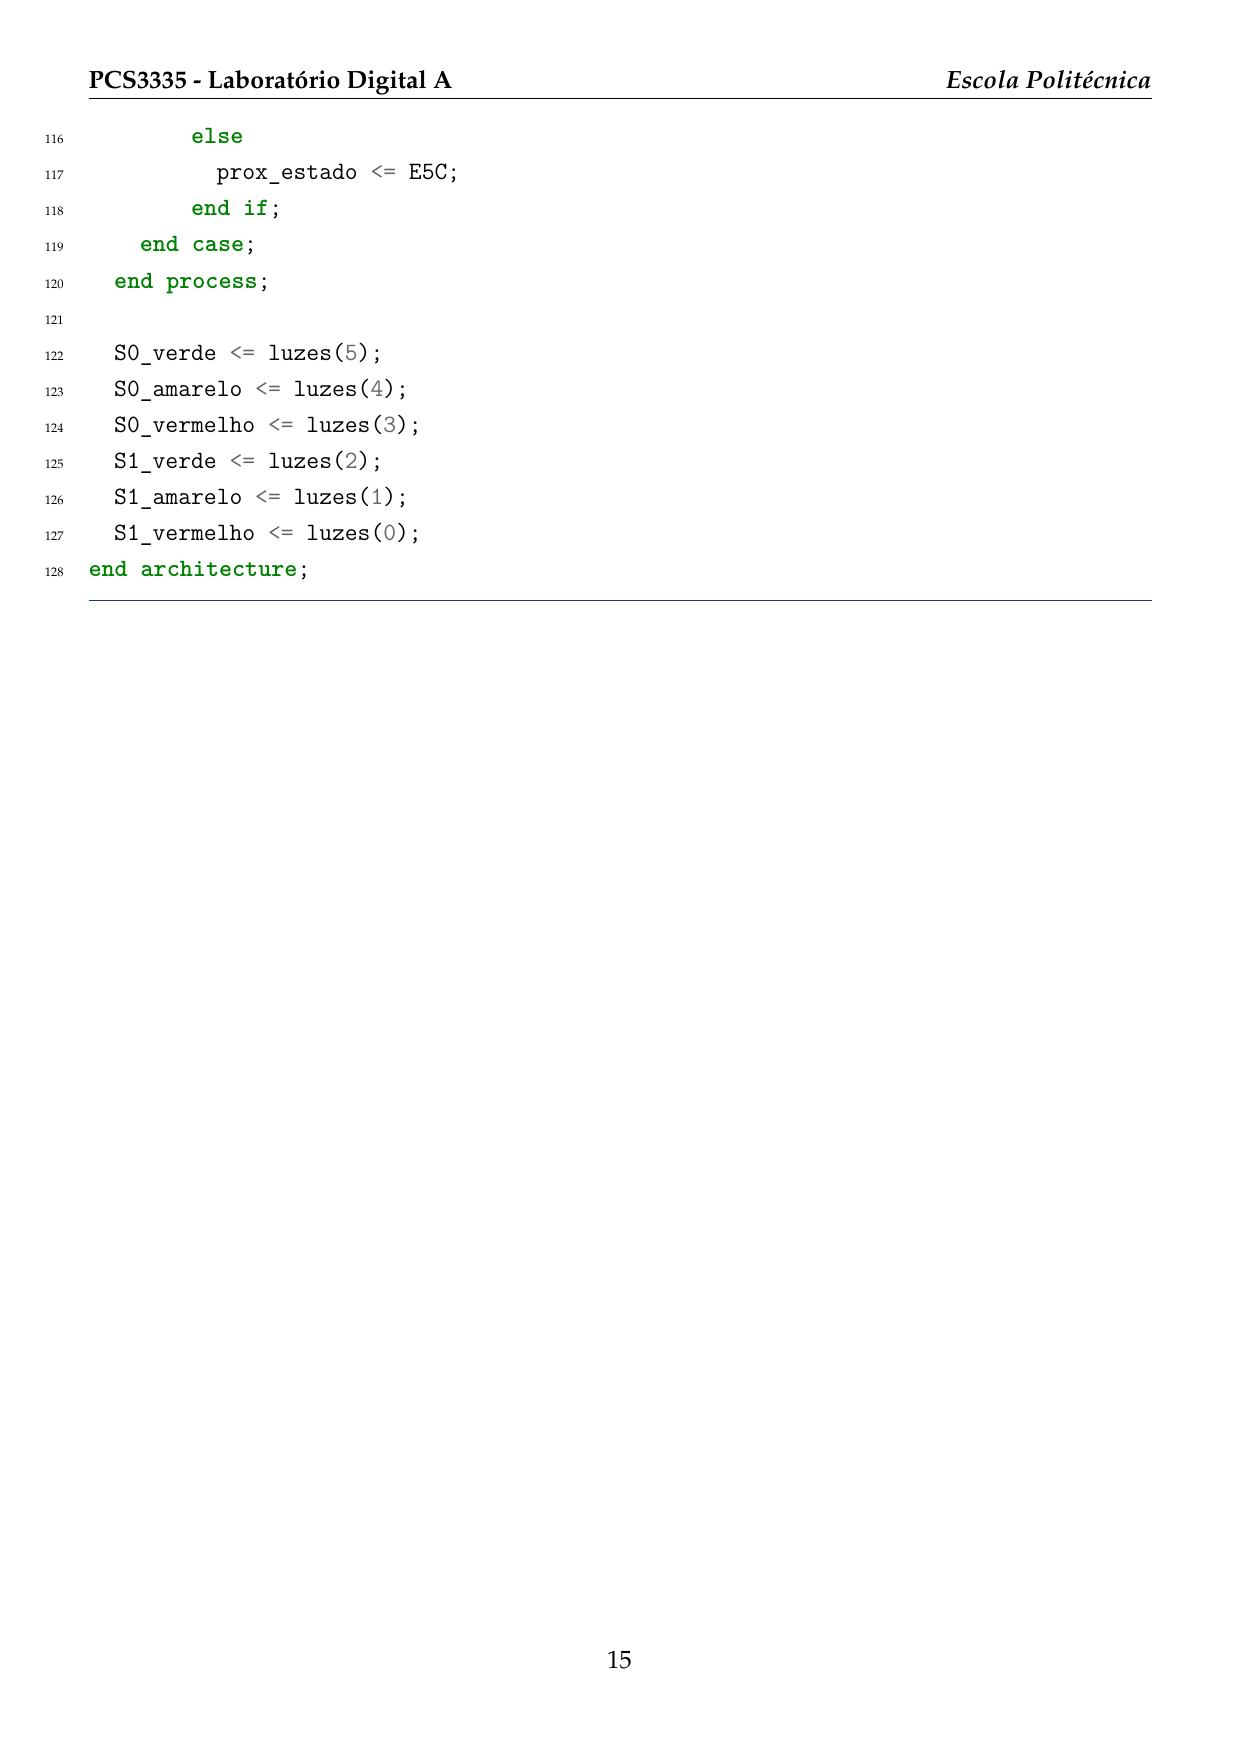 PCS3335 - Laboratório Digital A Escola Politécnica
116 else
117 prox_estado <= E5C;
118 end if;
119 end case;
120 end process;
121
122 S0_verde <= luzes(5);
123 S0_amarelo <= luzes(4);
124 S0_vermelho <= luzes(3);
125 S1_verde <= luzes(2);
126 S1_amarelo <= luzes(1);
127 S1_vermelho <= luzes(0);
128 end architecture;
15